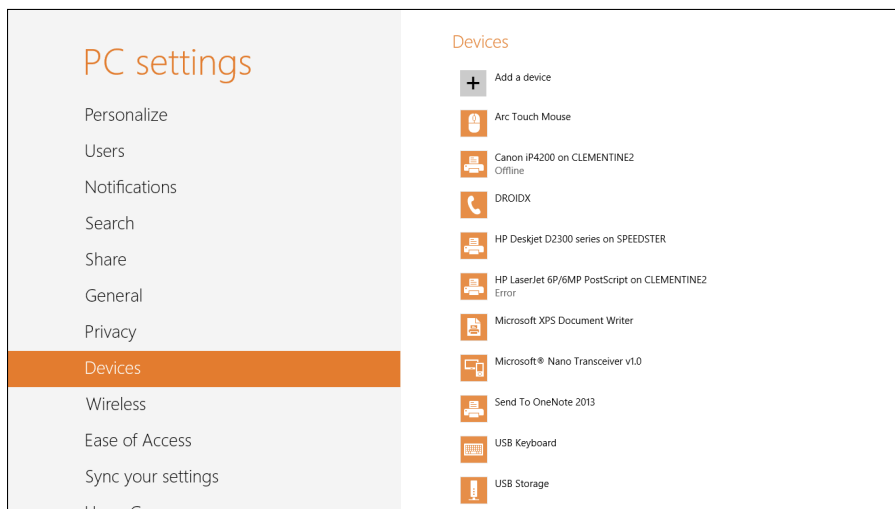 PC settings
Personalize
Users
Notifications
Search
Share
General
Privacy
Devices
Wireless
Ease of Access
Sync your settings
Devices
Add a device
Arc Touch Mouse
Canon iP4200 on CLEMENTINE2
Offline
DROIDX
HP Deskjet D2300 series on SPEEDSTER
HP LaserJet 6P/6MP PostScript on CLEMENTINE2
Error
Microsoft XPS Document Writer
Microsoft® Nano Transceiver v1.0
Send To OneNote 2013
USB Keyboard
USB Storage